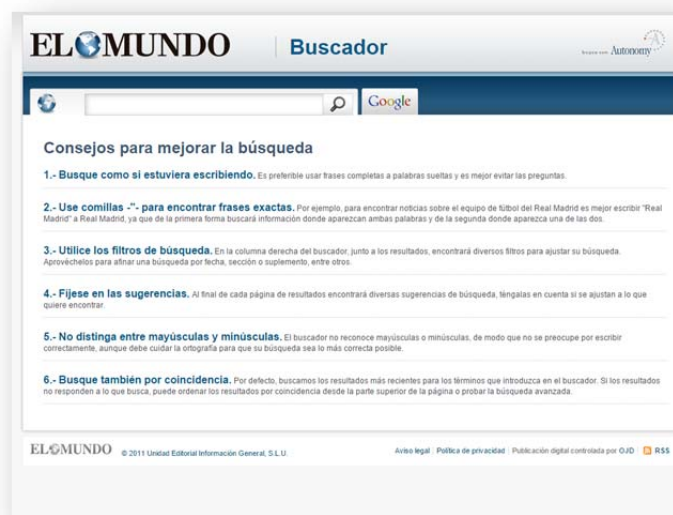 EL MUNDO
Buscador
Autonomy
Google
Consejos para mejorar la búsqueda
1.- Busque como si estuviera escribiendo. Es preferible usar frases completas a palabras sueltas y es mejor evitar las preguntas.
2.- Use comillas -"- para encontrar frases exactas. Por ejemplo, para encontrar noticias sobre el equipo de fútbol del Real Madrid es mejor escribir "Real
Madrid" a Real Madrid, ya que de la primera forma buscará información donde aparezcan ambas palabras y de la segunda donde aparezca una de las dos.
3.- Utilice los filtros de búsqueda. En la columna derecha del buscador, junto a los resultados, encontrará diversos filtros para ajustar su búsqueda.
Aprovéchelos para afinar una búsqueda por fecha, sección o suplemento, entre otros.
4.- Fíjese en las sugerencias. Al final de cada página de resultados encontrará diversas sugerencias de búsqueda, téngalas en cuenta si se ajustan a lo que
quiere encontrar.
5.- No distinga entre mayúsculas y minúsculas. El buscador no reconoce mayúsculas o minúsculas, de modo que no se preocupe por escribir
correctamente, aunque debe cuidar la ortografía para que su búsqueda sea lo más correcta posible.
6.- Busque también por coincidencia. Por defecto, buscamos los resultados más recientes para los términos que introduzca en el buscador. Si los resultados
no responden a lo que busca, puede ordenar los resultados por coincidencia desde la parte superior de la página o probar la búsqueda avanzada.
EL MUNDO © 2011 Unidad Editorial Información General, S.L.U. Aviso legal | Política de privacidad | Publicación digital controlada por OJD | RSS